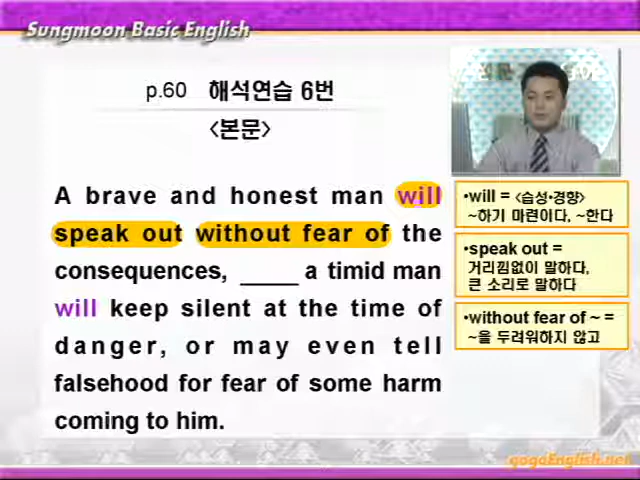 Sungmoon Basic English
p.60 해석연습 6번
<본문>
A brave and honest man will
speak out without fear of the
consequences, ____ a timid man
will keep silent at the time of
danger, or may even tell
falsehood for fear of some harm
coming to him.
•will = <습성•경향>
~하기 마련이다, ~한다
•speak out =
거리낌없이 말하다,
큰 소리로 말하다
•without fear of ~ =
~을 두려워하지 않고
gogoEnglish.net